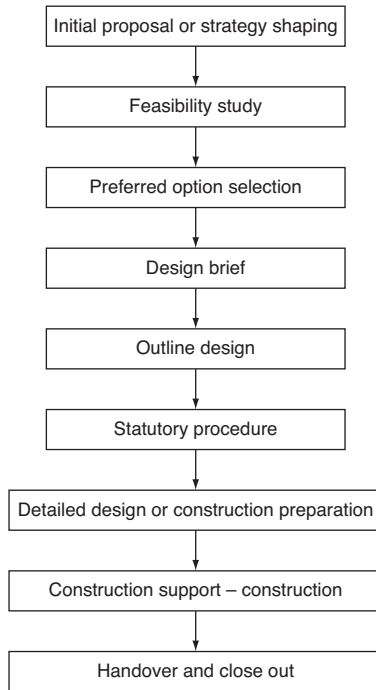 Initial proposal or strategy shaping
Feasibility study
Preferred option selection
Design brief
Outline design
Statutory procedure
Detailed design or construction preparation
Construction support – construction
Handover and close out